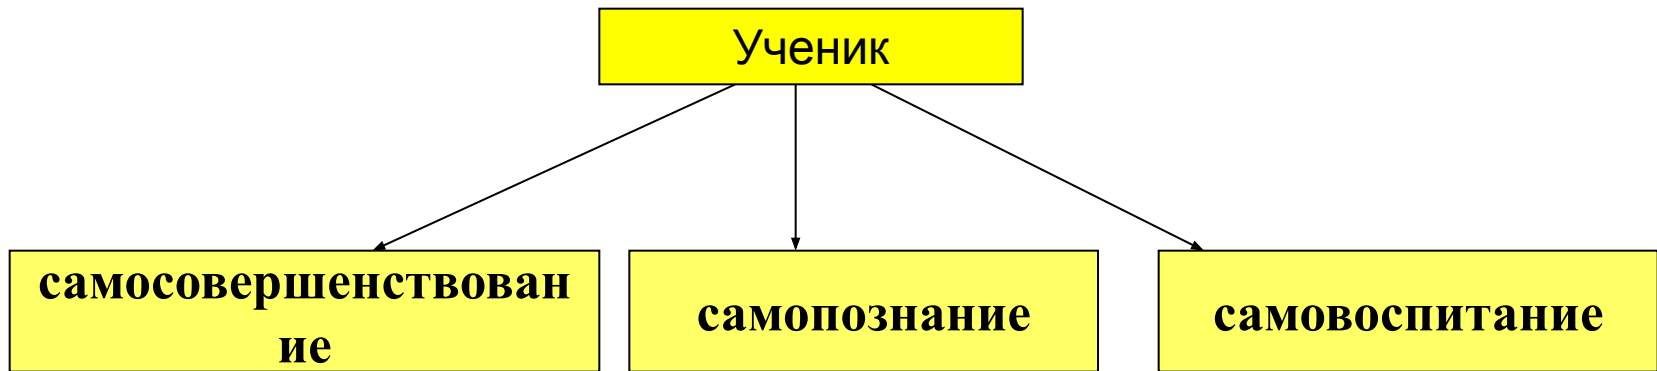 Ученик
самосовершенствован
ие
самопознание
самовоспитание